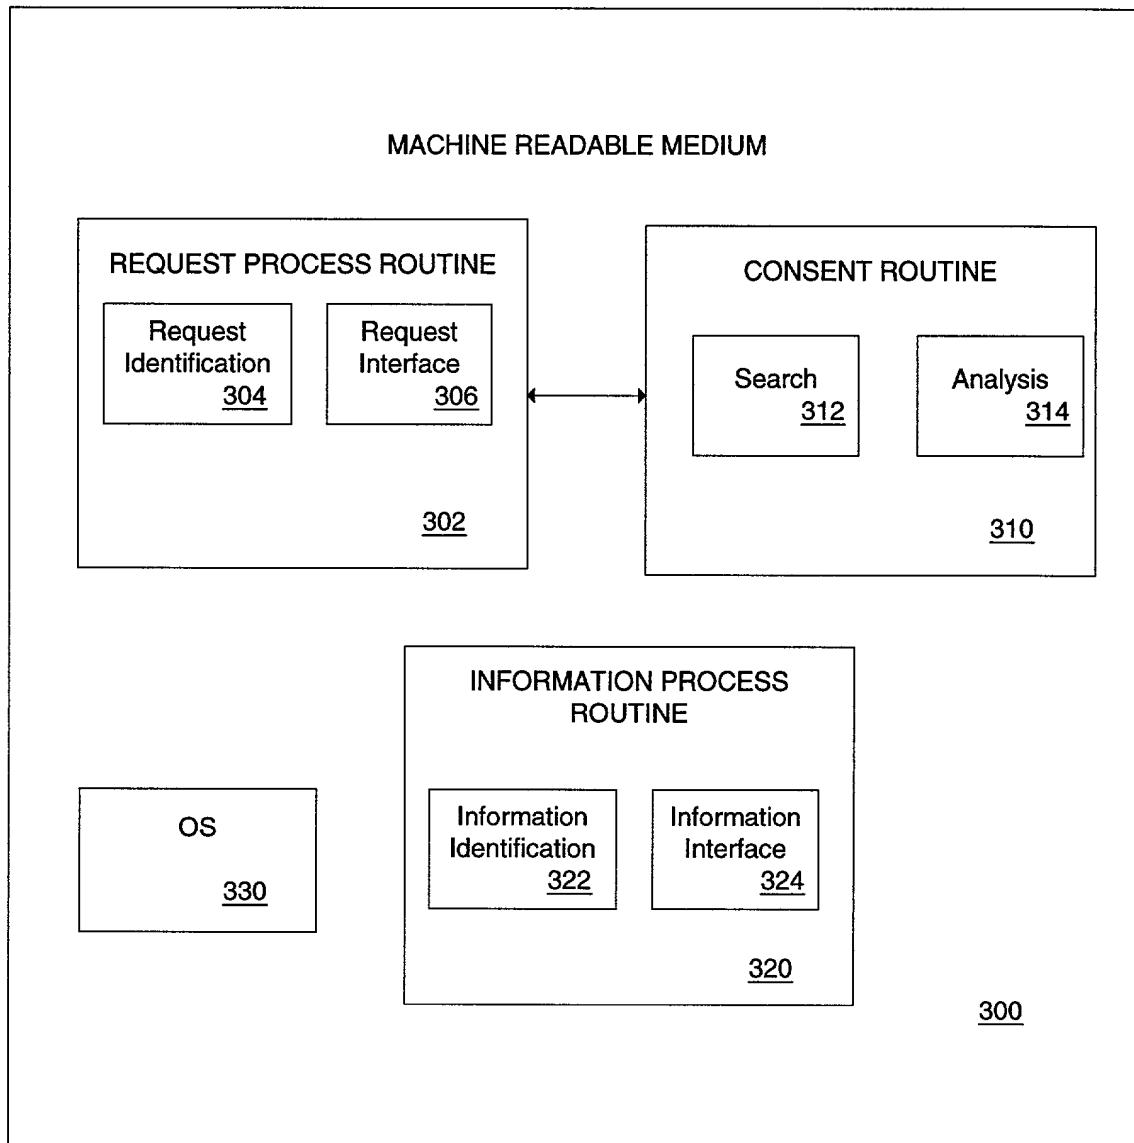 MACHINE READABLE MEDIUM
REQUEST PROCESS ROUTINE
Request
Identification
304
Request
Interface
306
302
CONSENT ROUTINE
Search
312
Analysis
314
310
INFORMATION PROCESS
ROUTINE
Information
Identification
322
Information
Interface
324
320
OS
330
300